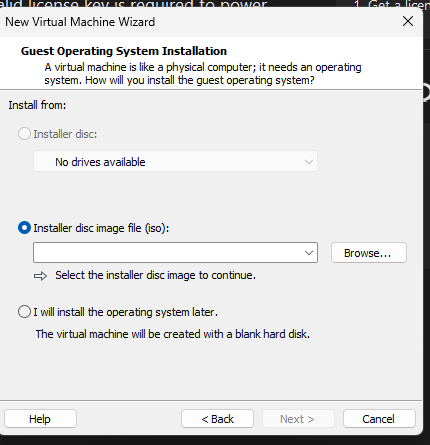 alid license key is required to power
1. Get a licen
New Virtual Machine Wizard
Guest Operating System Installation
A virtual machine is like a physical computer; it needs an operating
system. How will you install the guest operating system?
Install from:
Installer disc:
No drives available
Installer disc image file (iso):
Browse...
Select the installer disc image to continue.
I will install the operating system later.
The virtual machine will be created with a blank hard disk.
Help
< Back
Next >
Cancel